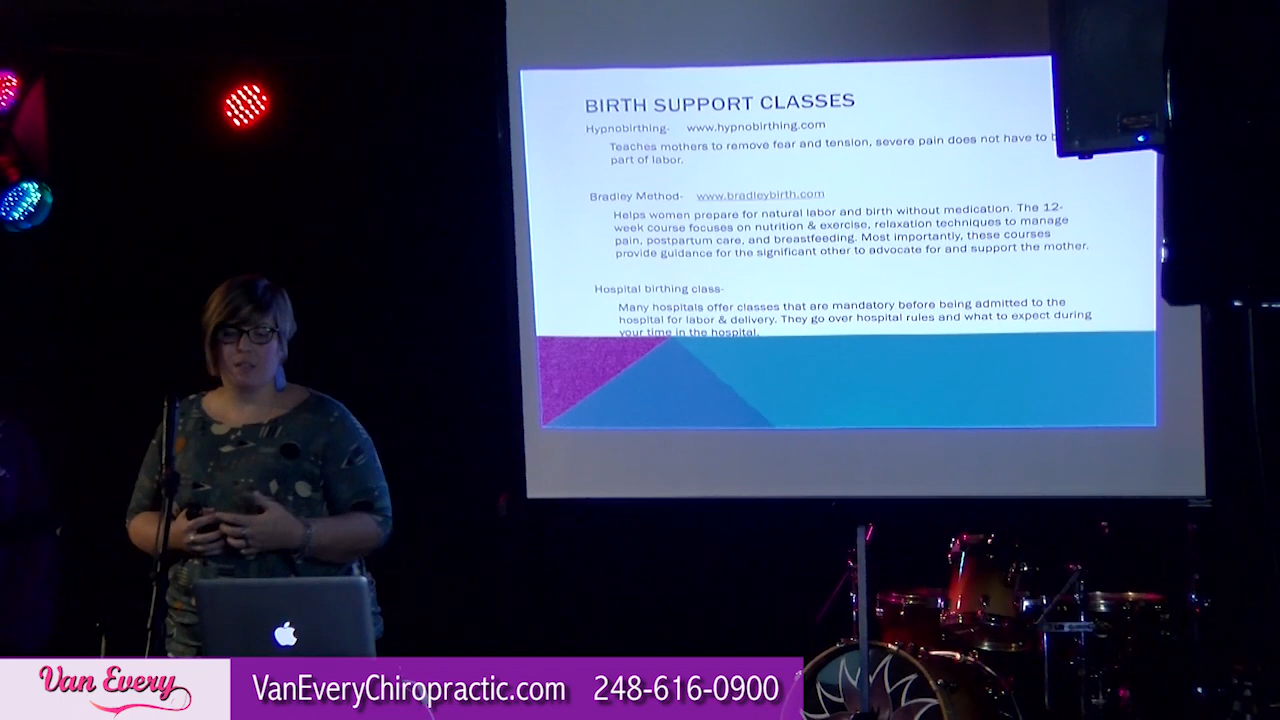 BIRTH SUPPORT CLASSES
Hypnobirthing- www.hypnobirthing.com
Teaches mothers to remove fear and tension, severe pain does not have to
part of labor.
Bradley Method- www.bradleybirth.com
Helps women prepare for natural labor and birth without medication. The 12-
week course focuses on nutrition & exercise, relaxation techniques to manage
pain, postpartum care, and breastfeeding. Most importantly, these courses
provide guidance for the significant other to advocate for and support the mother.
Hospital birthing class-
Many hospitals offer classes that are mandatory before being admitted to the
hospital for labor & delivery. They go over hospital rules and what to expect during
your time in the hospital.
Van Every
VanEveryChiropractic.com 248-616-0900